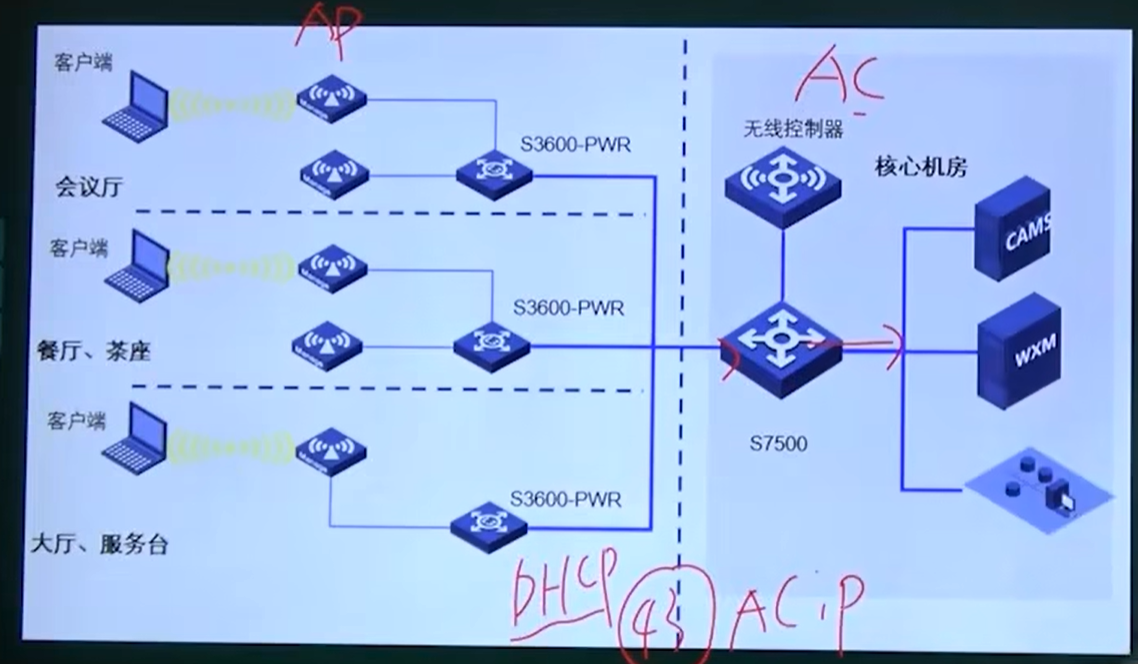 AP
AC
客户端
无线控制器
S3600-PWR
核心机房
会议厅
CAMS
客户端
S3600-PWR
餐厅、茶座
WXM
客户端
S7500
S3600-PWR
大厅、服务台
DHCP 43 AC iP